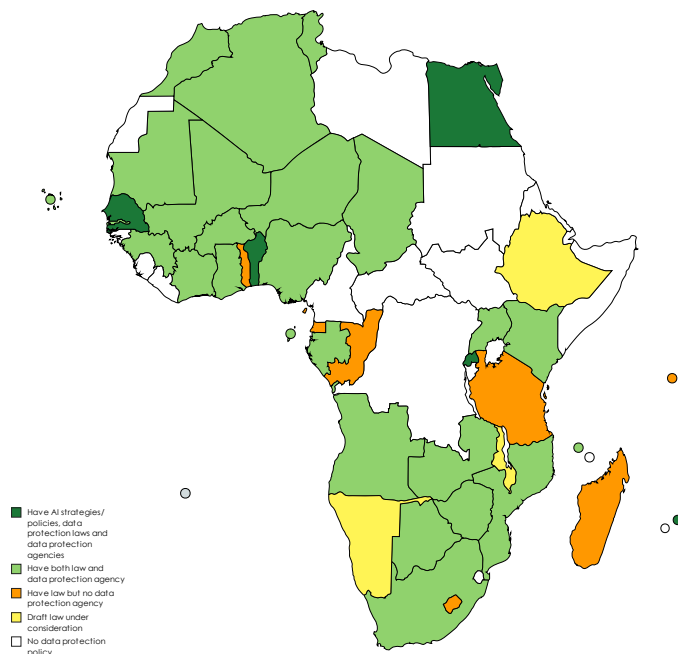 Have AI strategies/
policies, data
protection laws and
data protection
agencies
Have both law and
data protection agency
Have law but no data
protection agency
Draft law under
consideration
No data protection
policy